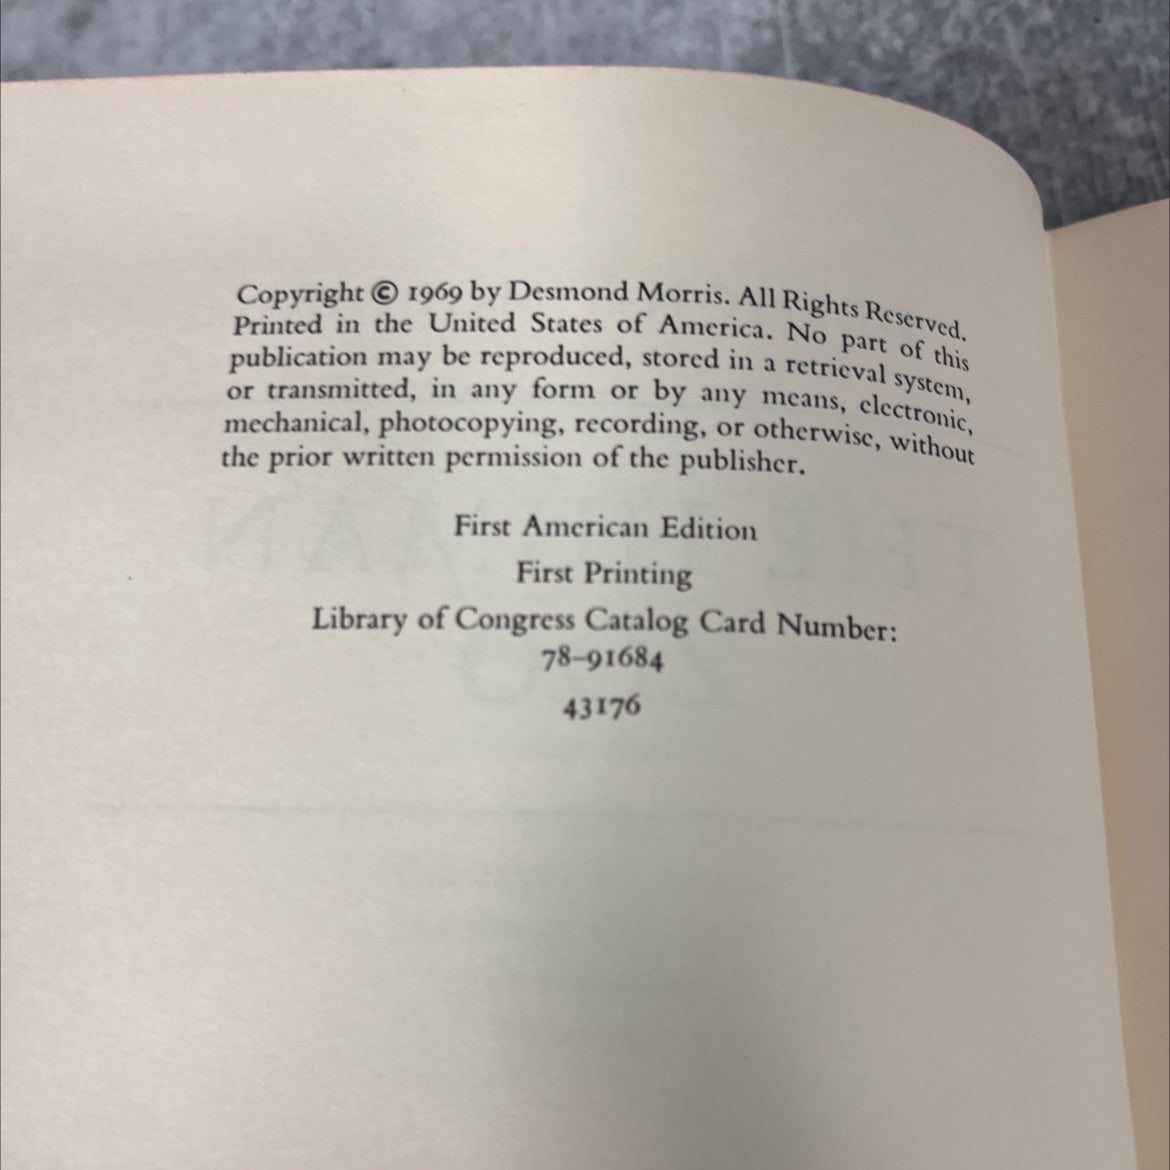 Copyright © 1969 by Desmond Morris. All Rights Reserved.
Printed in the United States of America. No part of this
publication may be reproduced, stored in a retrieval system,
or transmitted, in any form or by any means, electronic,
mechanical, photocopying, recording, or otherwise, without
the prior written permission of the publisher.
First American Edition
First Printing
Library of Congress Catalog Card Number:
78–91684
43176